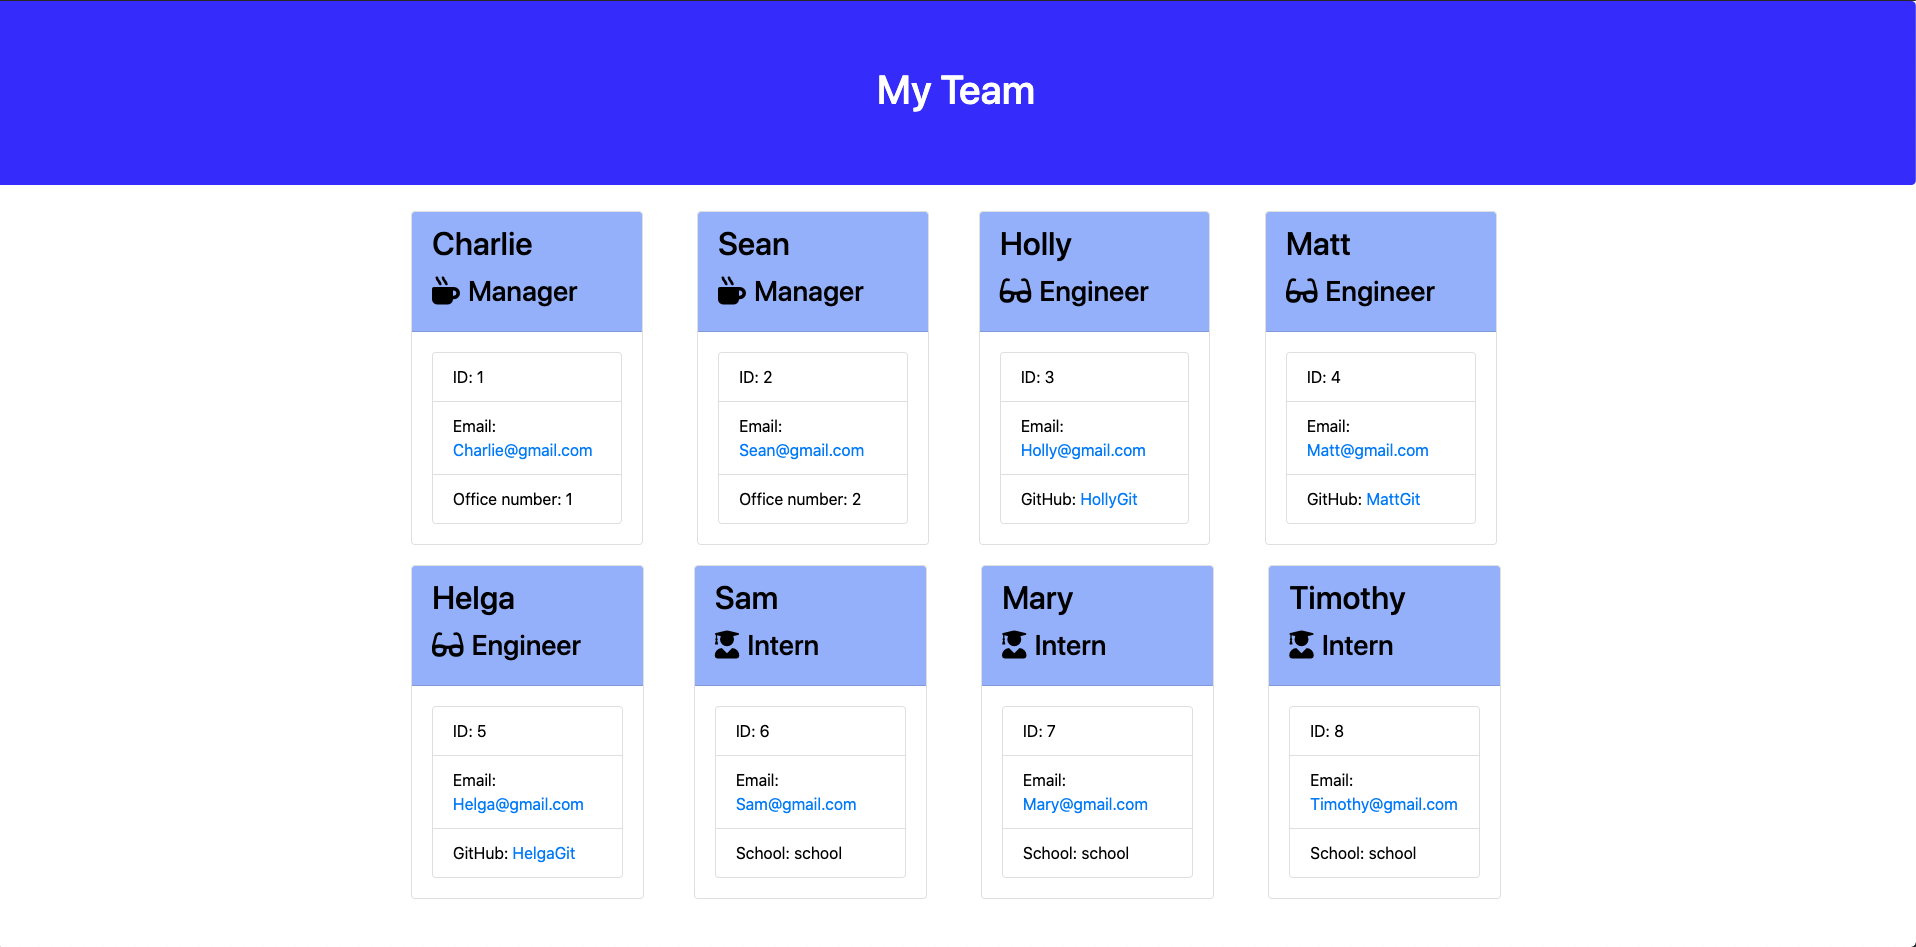 My Team
Charlie
Manager
ID: 1
Email:
Charlie@gmail.com
Office number: 1
Sean
Manager
ID: 2
Email:
Sean@gmail.com
Office number: 2
Holly
Engineer
ID: 3
Email:
Holly@gmail.com
GitHub: HollyGit
Matt
Engineer
ID: 4
Email:
Matt@gmail.com
GitHub: MattGit
Helga
Engineer
ID: 5
Email:
Helga@gmail.com
GitHub: HelgaGit
Sam
Intern
ID: 6
Email:
Sam@gmail.com
School: school
Mary
Intern
ID: 7
Email:
Mary@gmail.com
School: school
Timothy
Intern
ID: 8
Email:
Timothy@gmail.com
School: school